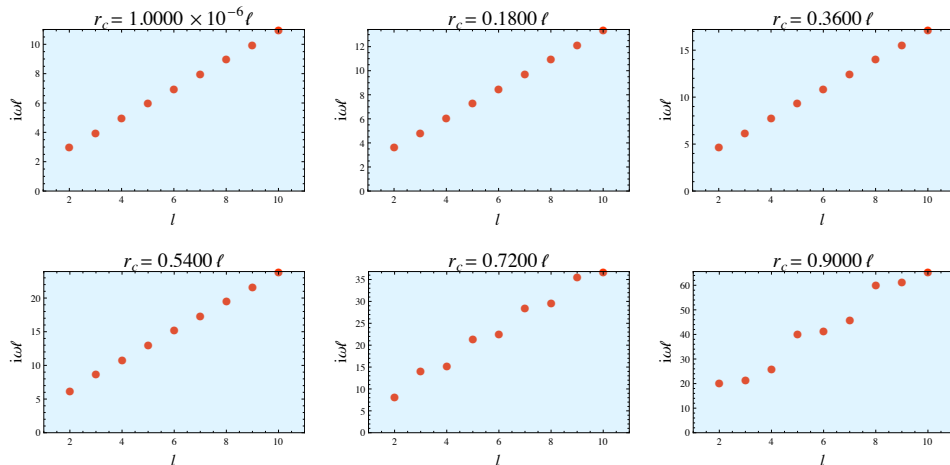 r_c = 1.0000 × 10^-6 ℓ
iωℓ
10
8
6
4
2
0
2 4 6 8 10
l
r_c = 0.1800 ℓ
iωℓ
12
10
8
6
4
2
0
2 4 6 8 10
l
r_c = 0.3600 ℓ
iωℓ
15
10
5
0
2 4 6 8 10
l
r_c = 0.5400 ℓ
iωℓ
20
15
10
5
0
2 4 6 8 10
l
r_c = 0.7200 ℓ
iωℓ
35
30
25
20
15
10
5
0
2 4 6 8 10
l
r_c = 0.9000 ℓ
iωℓ
60
50
40
30
20
10
0
2 4 6 8 10
l